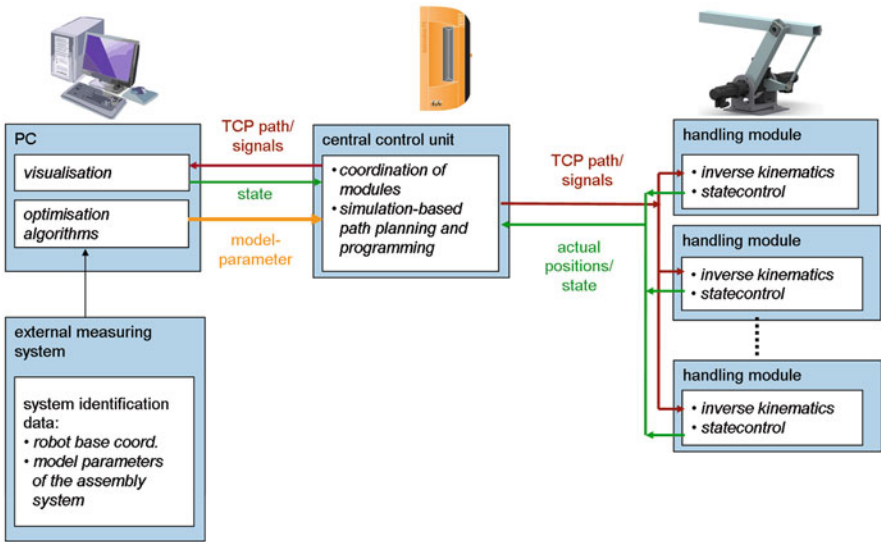 PC
visualisation
optimisation
algorithms
TCP path/
signals
state
model-
parameter
central control unit
• coordination of
modules
• simulation-based
path planning and
programming
TCP path/
signals
actual
positions/
state
handling module
• inverse kinematics
• statecontrol
handling module
• inverse kinematics
• statecontrol
handling module
• inverse kinematics
• statecontrol
external measuring
system
system identification
data:
• robot base coord.
• model parameters
of the assembly
system